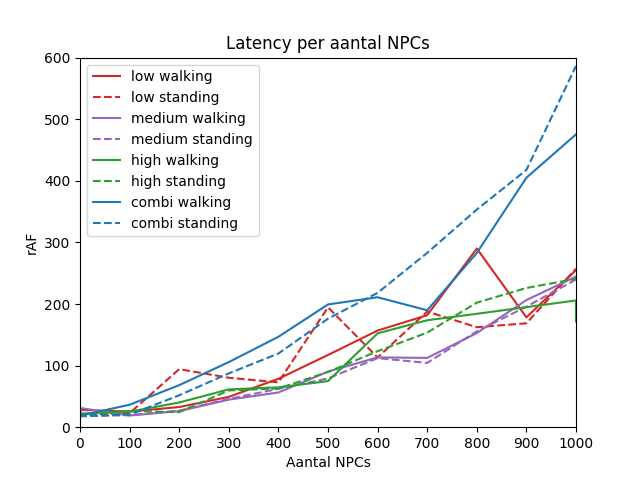 Latency per aantal NPCs
600
500
400
300
200
100
0
rAF
low walking
low standing
medium walking
medium standing
high walking
high standing
combi walking
combi standing
0 100 200 300 400 500 600 700 800 900 1000
Aantal NPCs